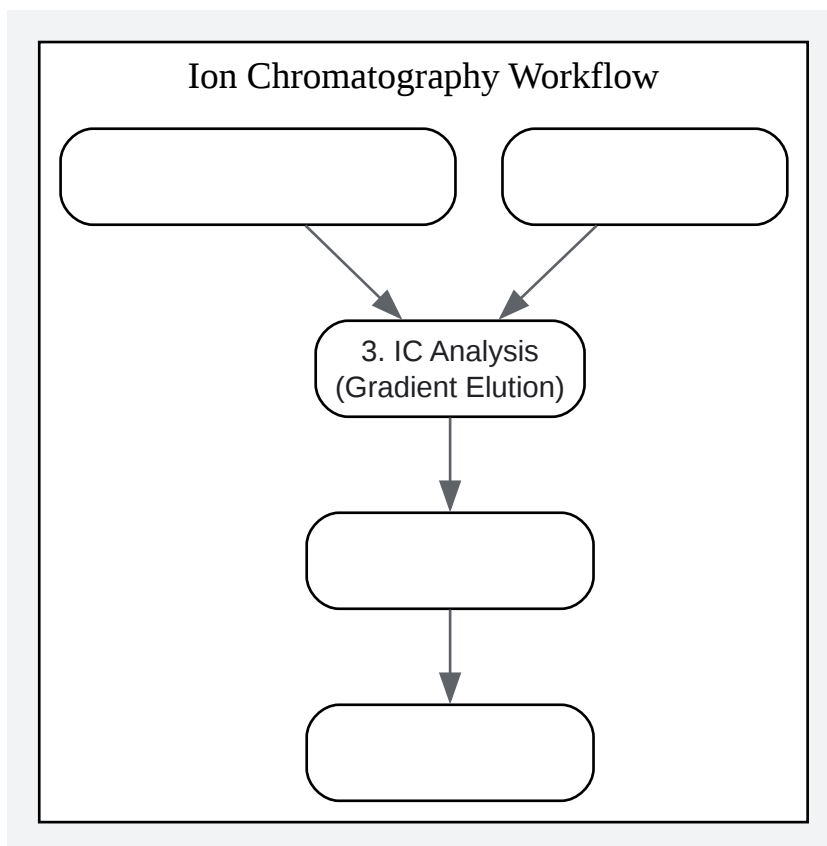 Ion Chromatography Workflow
3. IC Analysis
(Gradient Elution)